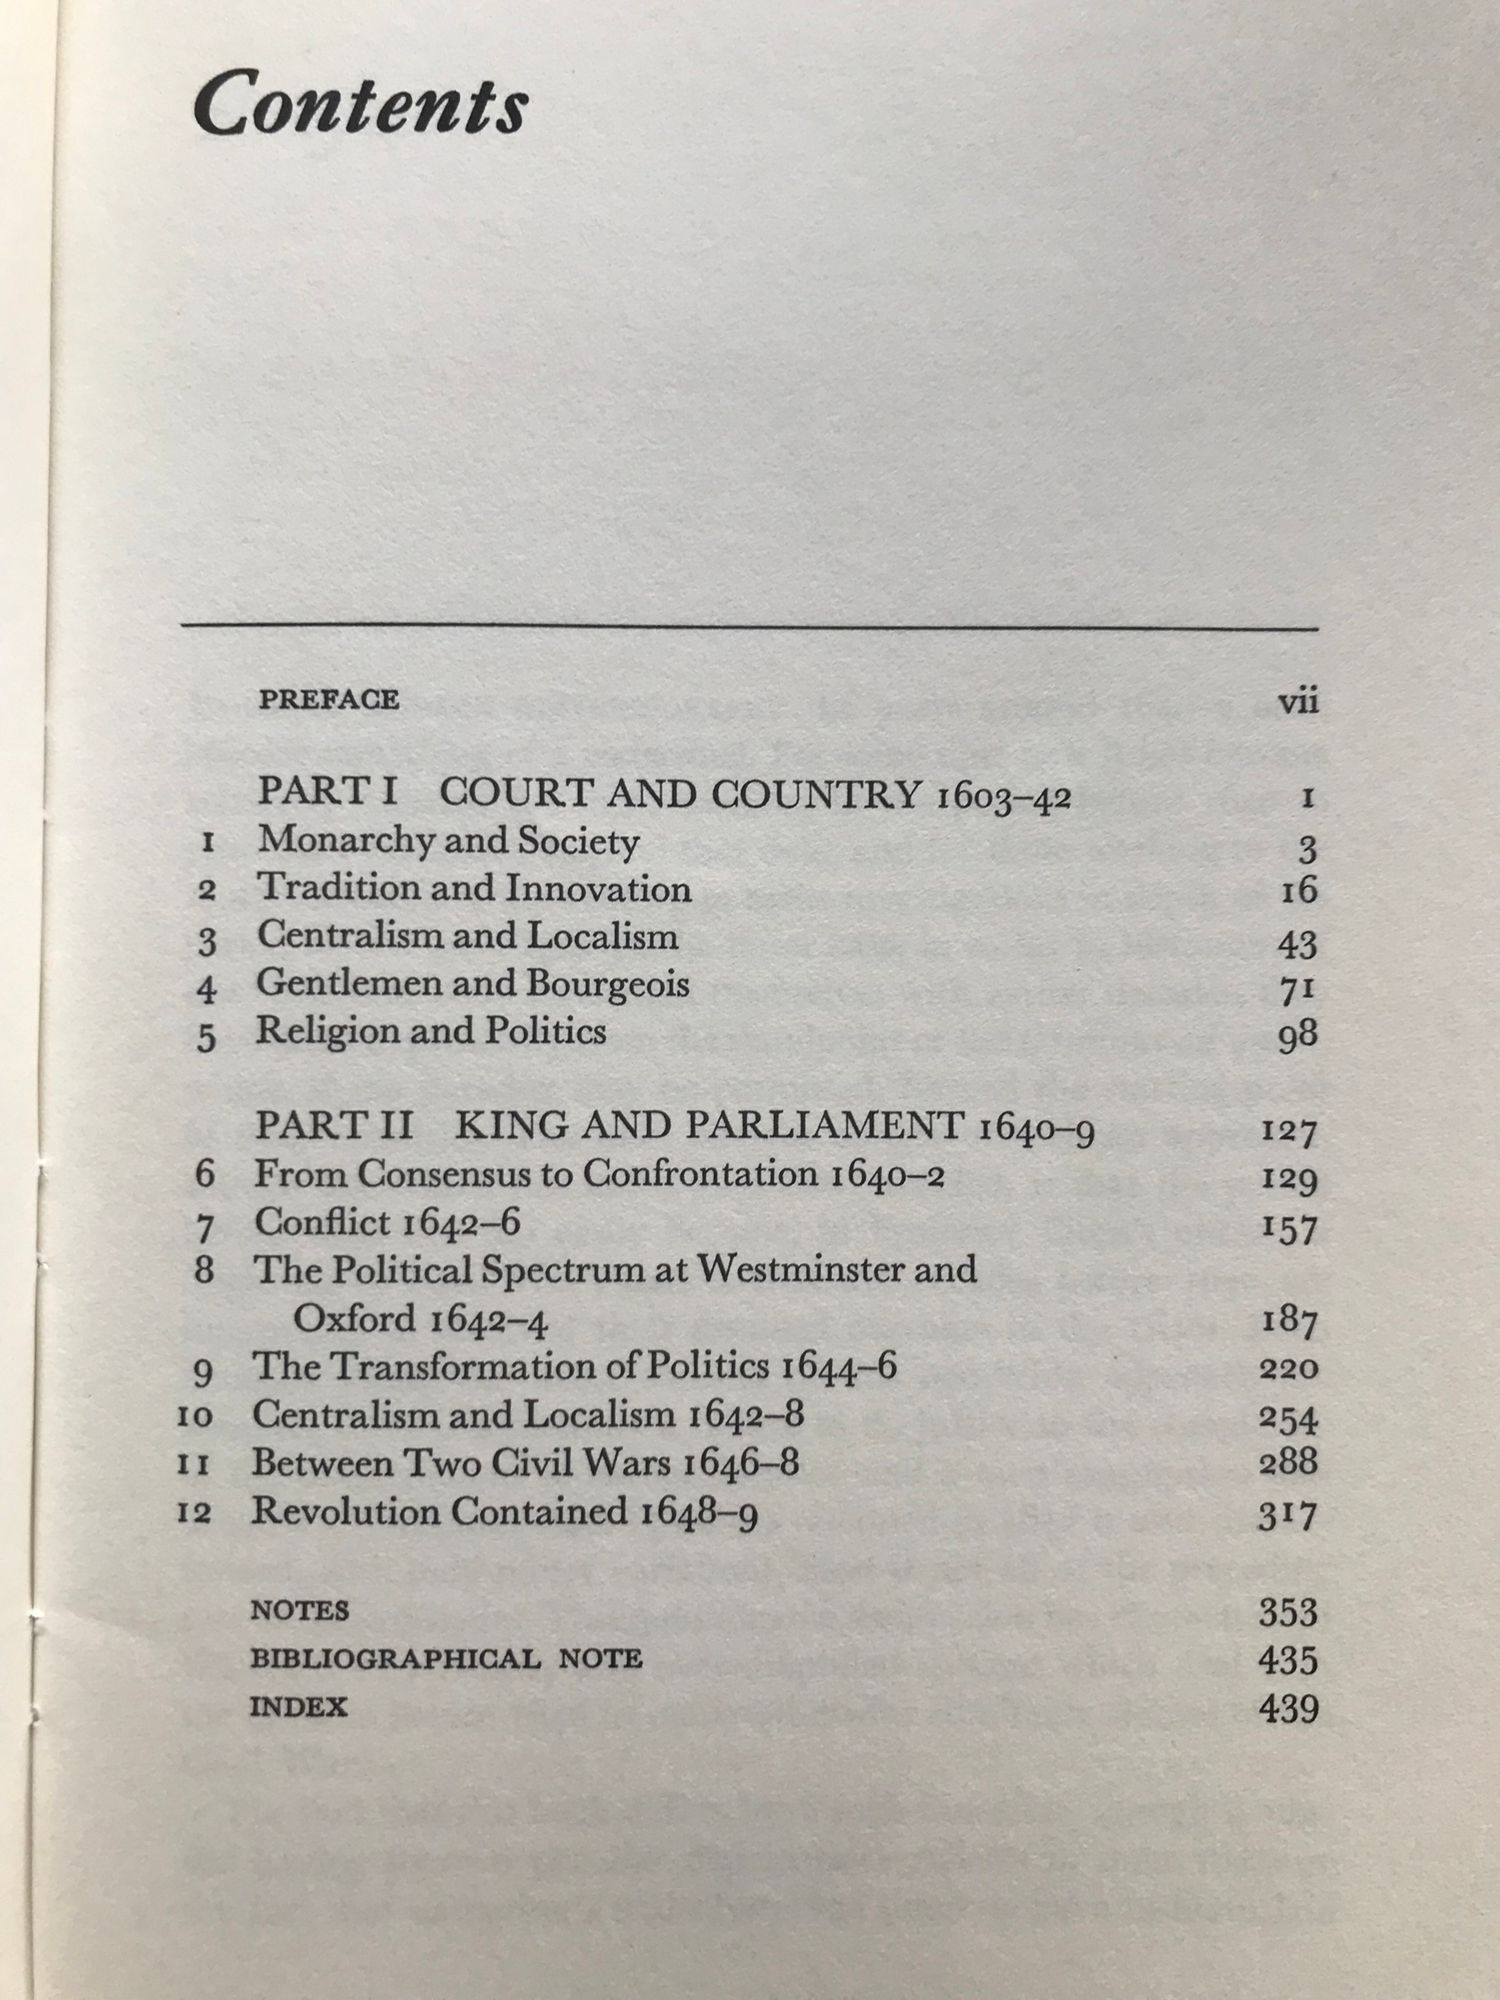 Contents
PREFACE vii
PART I COURT AND COUNTRY 1603–42 1
1 Monarchy and Society 3
2 Tradition and Innovation 16
3 Centralism and Localism 43
4 Gentlemen and Bourgeois 71
5 Religion and Politics 98
PART II KING AND PARLIAMENT 1640–9 127
6 From Consensus to Confrontation 1640–2 129
7 Conflict 1642–6 157
8 The Political Spectrum at Westminster and
Oxford 1642–4 187
9 The Transformation of Politics 1644–6 220
10 Centralism and Localism 1642–8 254
11 Between Two Civil Wars 1646–8 288
12 Revolution Contained 1648–9 317
NOTES 353
BIBLIOGRAPHICAL NOTE 435
INDEX 439